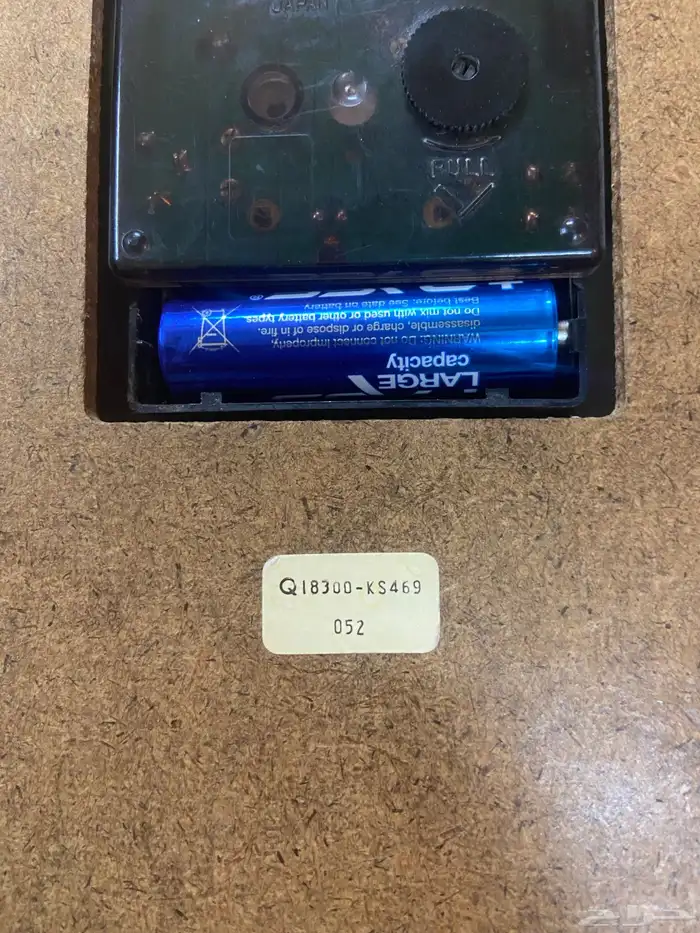 JAPAN
PULL
Best before: See date on battery
Do not mix with used or other battery types
disassemble, charge or dispose of in fire.
WARNING: Do not connect improperly,
capacity
LARGE
Q18300-KS469
052
حراج